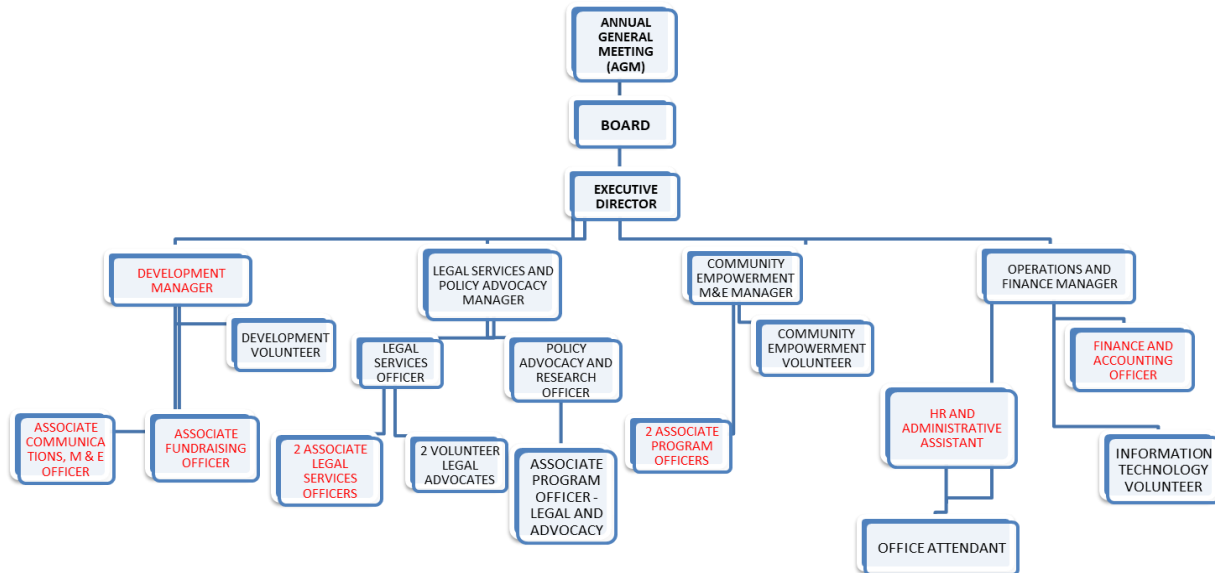 ANNUAL
GENERAL
MEETING
(AGM)
BOARD
EXECUTIVE
DIRECTOR
DEVELOPMENT
MANAGER
LEGAL SERVICES AND
POLICY ADVOCACY
MANAGER
COMMUNITY
EMPOWERMENT
M&E MANAGER
OPERATIONS AND
FINANCE MANAGER
DEVELOPMENT
VOLUNTEER
LEGAL
SERVICES
OFFICER
POLICY
ADVOCACY AND
RESEARCH
OFFICER
COMMUNITY
EMPOWERMENT
VOLUNTEER
FINANCE AND
ACCOUNTING
OFFICER
ASSOCIATE
COMMUNICA
TIONS, M & E
OFFICER
ASSOCIATE
FUNDRAISING
OFFICER
2 ASSOCIATE
LEGAL
SERVICES
OFFICERS
2 VOLUNTEER
LEGAL
ADVOCATES
ASSOCIATE
PROGRAM
OFFICER -
LEGAL AND
ADVOCACY
2 ASSOCIATE
PROGRAM
OFFICERS
HR AND
ADMINISTRATIVE
ASSISTANT
INFORMATION
TECHNOLOGY
VOLUNTEER
OFFICE ATTENDANT